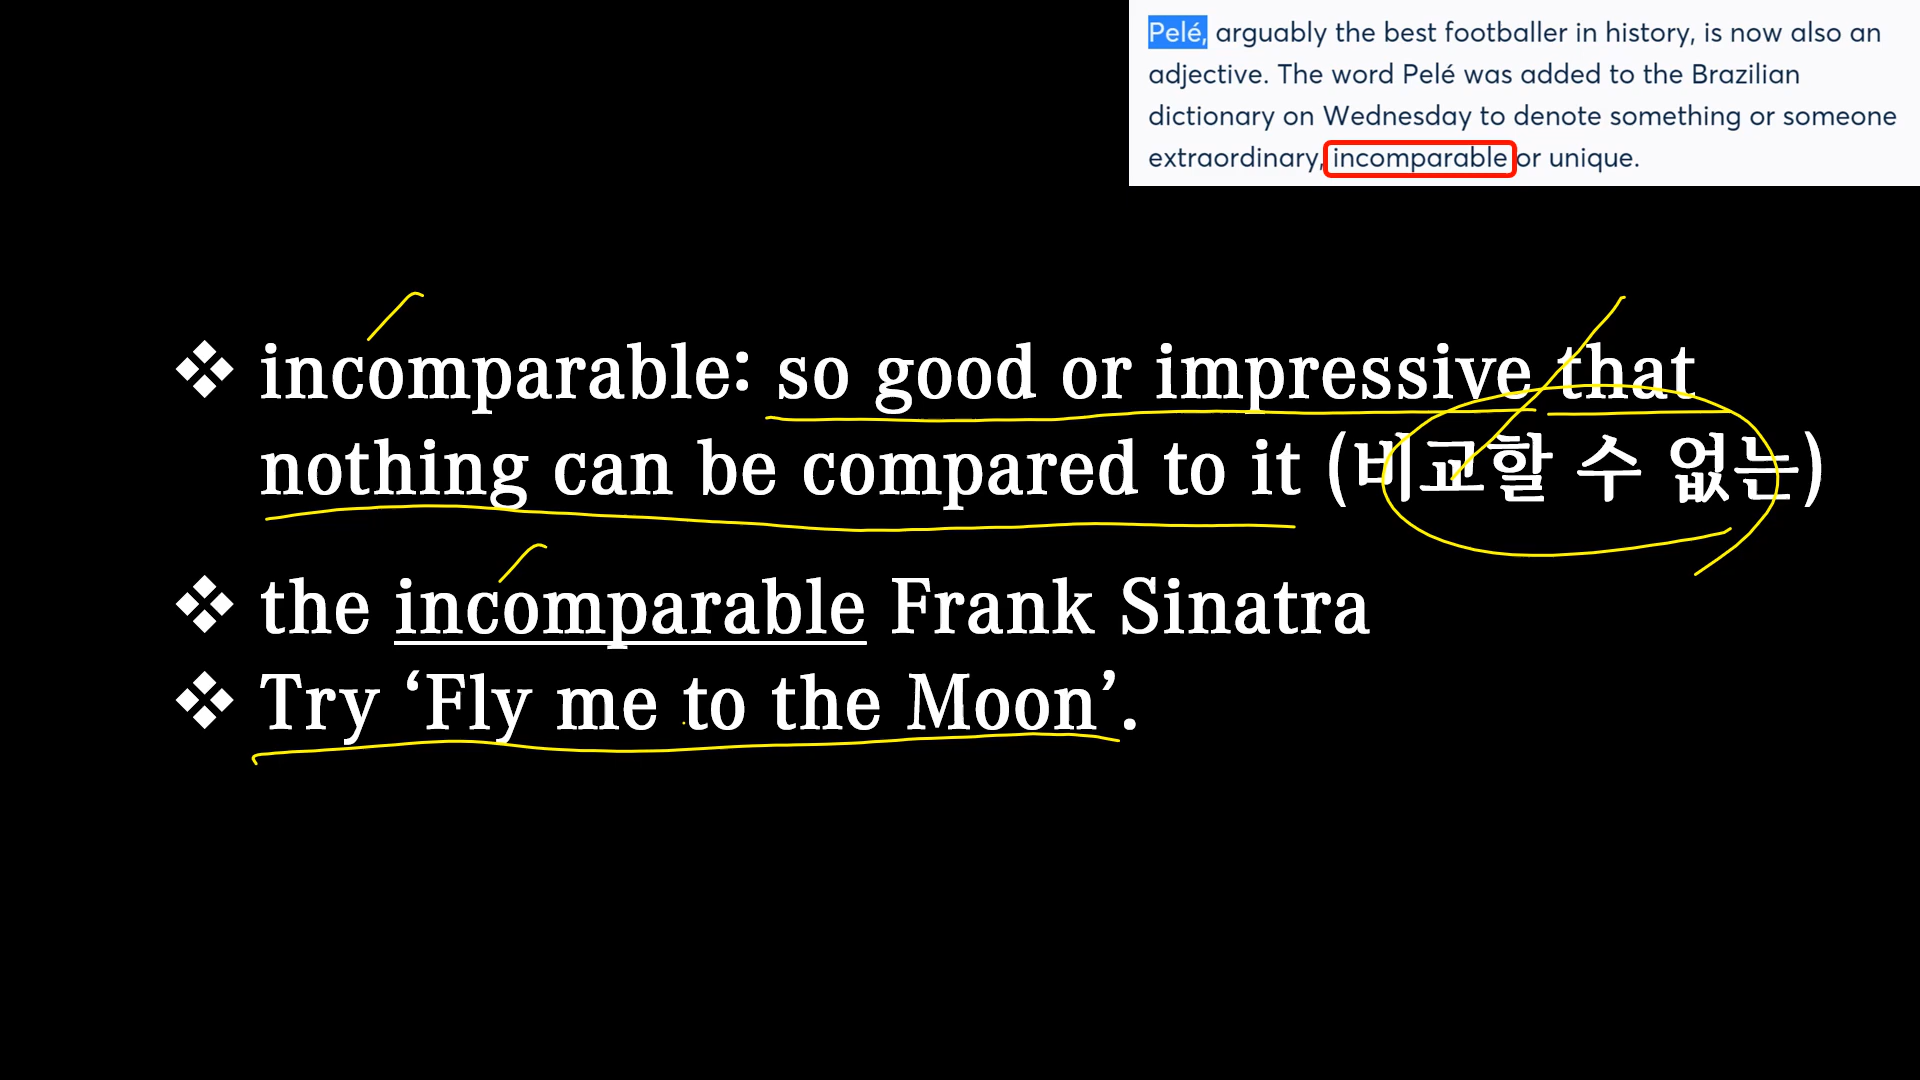 Pelé, arguably the best footballer in history, is now also an
adjective. The word Pelé was added to the Brazilian
dictionary on Wednesday to denote something or someone
extraordinary, incomparable or unique.
❖ incomparable: so good or impressive that
nothing can be compared to it (비교할 수 없는)
❖ the incomparable Frank Sinatra
❖ Try ‘Fly me to the Moon’.